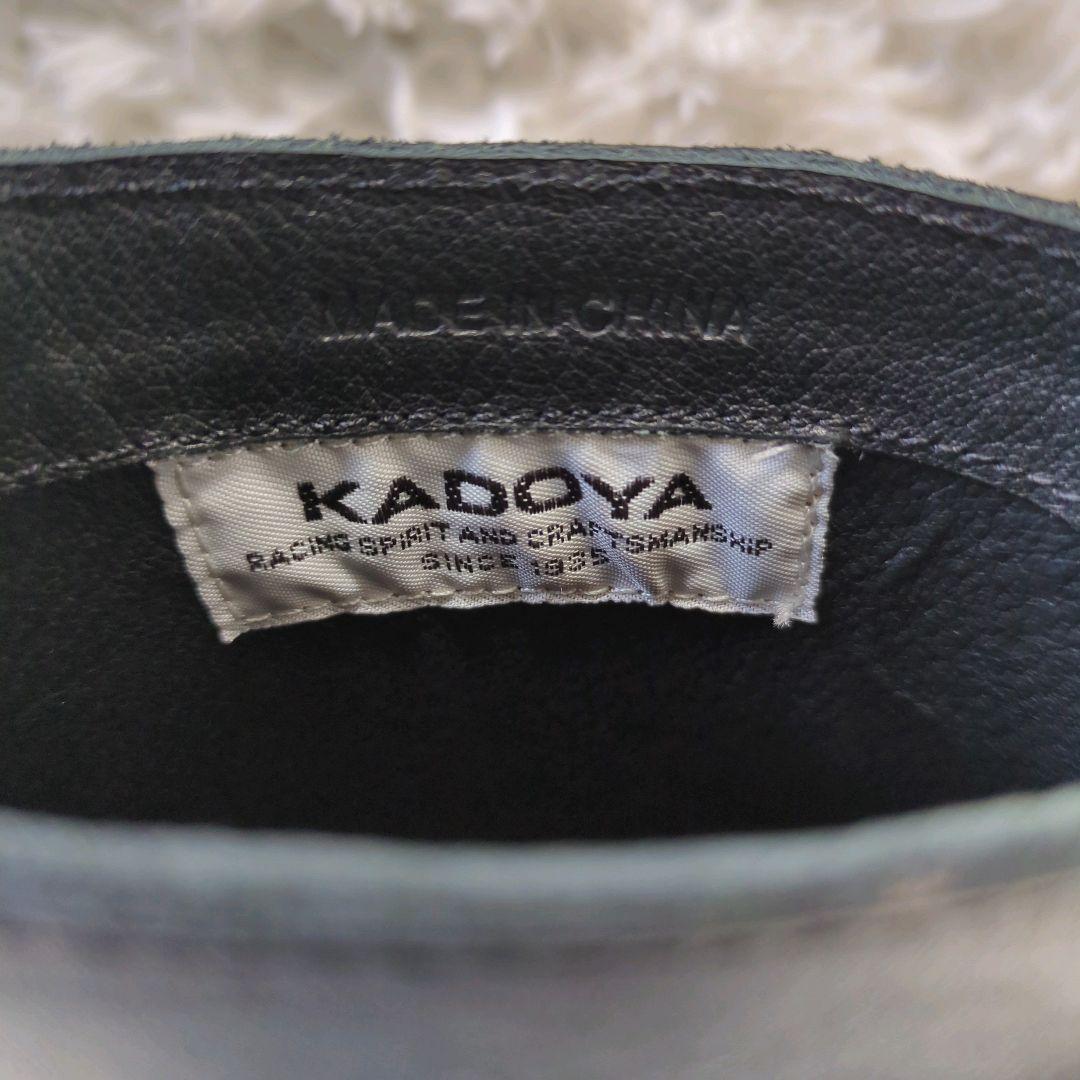 MADE IN CHINA
KADOYA
RACING SPIRIT AND CRAFTSMANSHIP
SINCE 1935